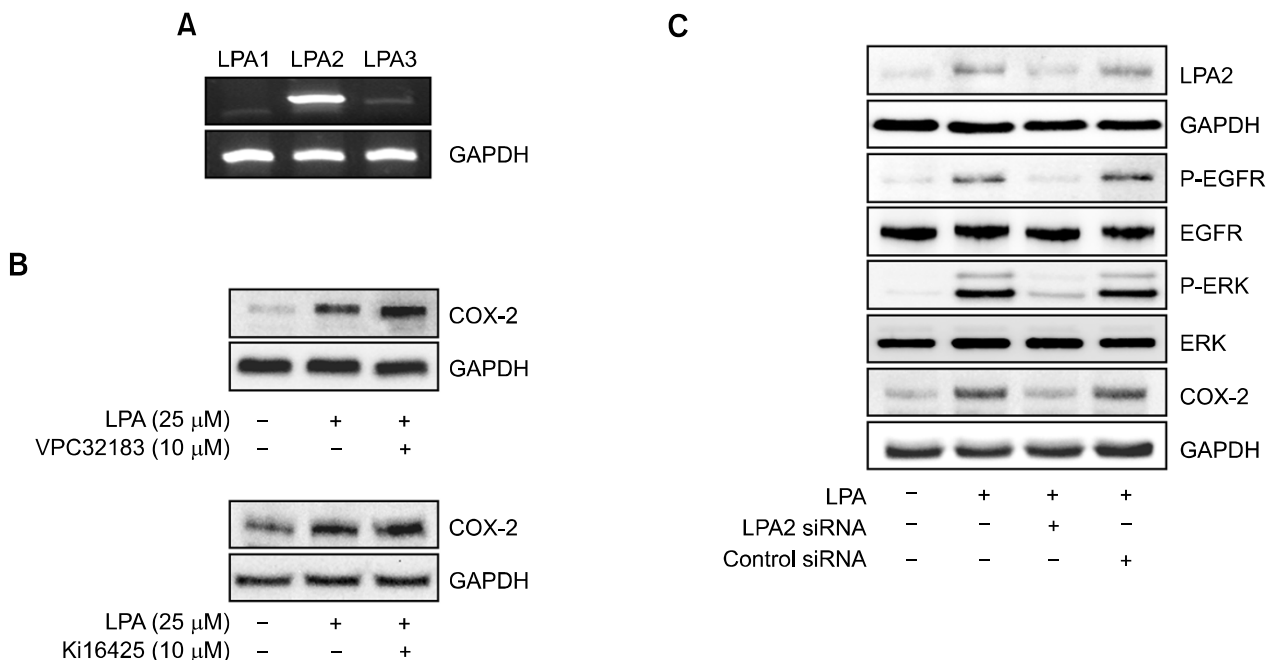 A
LPA1 LPA2 LPA3
GAPDH
B
COX-2
GAPDH
LPA (25 μM) – + +
VPC32183 (10 μM) – – +
COX-2
GAPDH
LPA (25 μM) – + +
Ki16425 (10 μM) – – +
C
LPA2
GAPDH
P-EGFR
EGFR
P-ERK
ERK
COX-2
GAPDH
LPA – + + +
LPA2 siRNA – – + –
Control siRNA – – – +